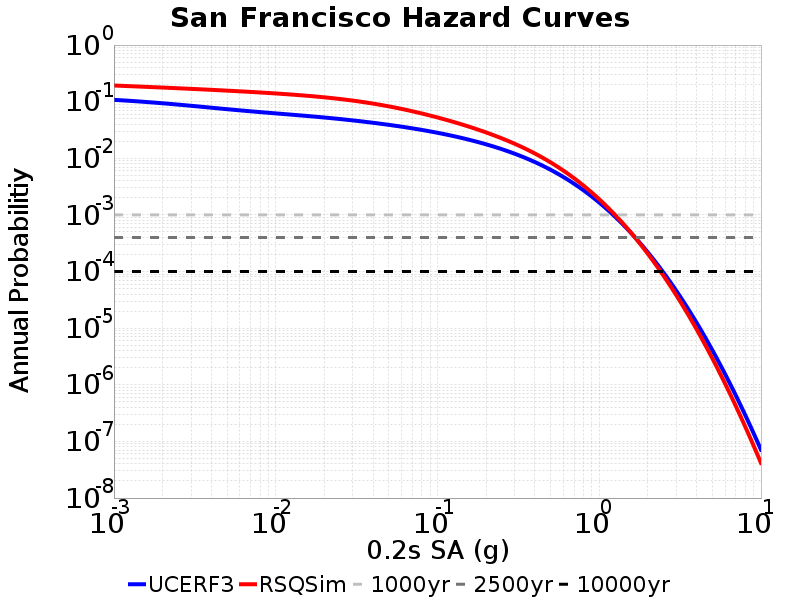 San Francisco Hazard Curves
Annual Probabilitiy
10^0
10^-1
10^-2
10^-3
10^-4
10^-5
10^-6
10^-7
10^-8
10^-3 10^-2 10^-1 10^0 10^1
0.2s SA (g)
UCERF3 RSQSim 1000yr 2500yr 10000yr